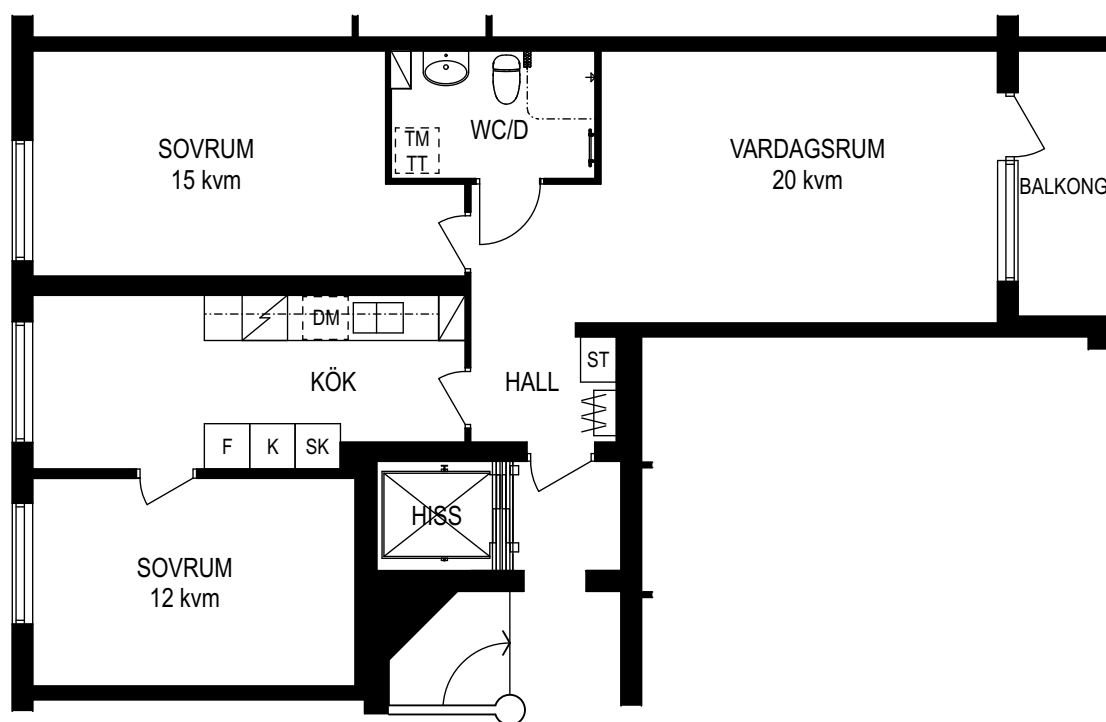 SOVRUM
15 kvm
TM
TT
WC/D
VARDAGSRUM
20 kvm
BALKONG
DM
KÖK
HALL
ST
F
K
SK
HISS
SOVRUM
12 kvm